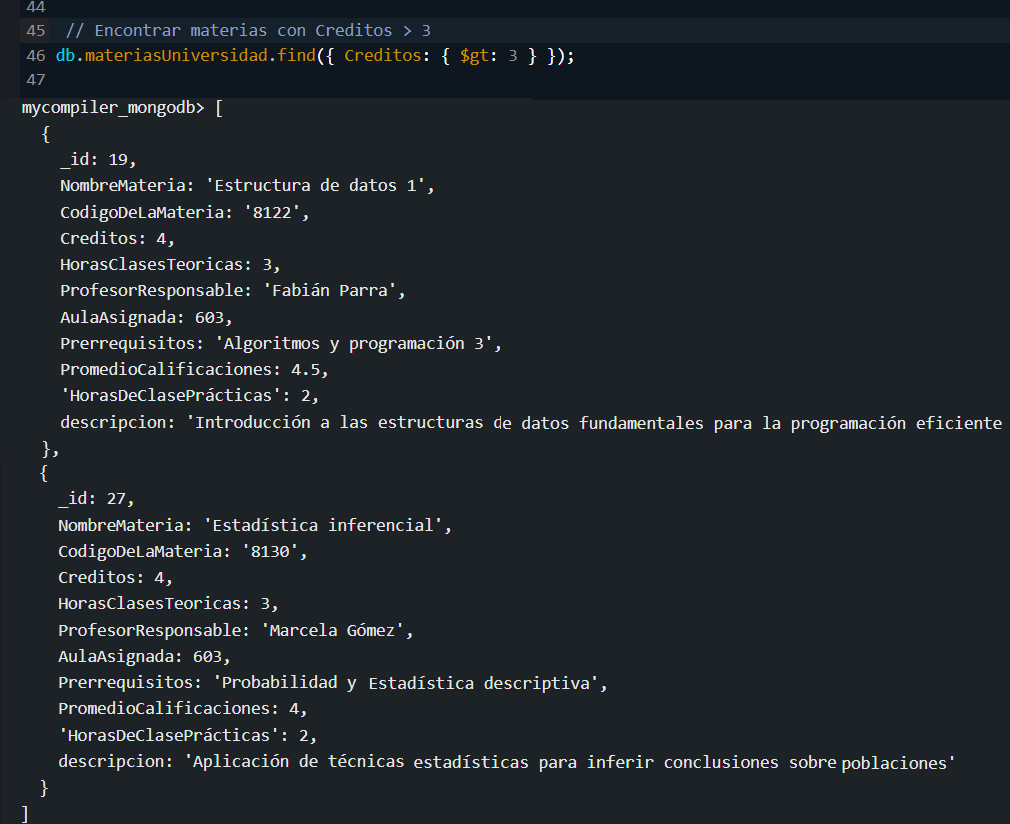 44
45 // Encontrar materias con Creditos > 3
46 db.materiasUniversidad.find({ Creditos: { $gt: 3 } });
47
mycompiler_mongodb> [
{
_id: 19,
NombreMateria: 'Estructura de datos 1',
CodigoDeLaMateria: '8122',
Creditos: 4,
HorasClasesTeoricas: 3,
ProfesorResponsable: 'Fabián Parra',
AulaAsignada: 603,
Prerrequisitos: 'Algoritmos y programación 3',
PromedioCalificaciones: 4.5,
'HorasDeClasePrácticas': 2,
descripcion: 'Introducción a las estructuras de datos fundamentales para la programación eficiente
},
{
_id: 27,
NombreMateria: 'Estadística inferencial',
CodigoDeLaMateria: '8130',
Creditos: 4,
HorasClasesTeoricas: 3,
ProfesorResponsable: 'Marcela Gómez',
AulaAsignada: 603,
Prerrequisitos: 'Probabilidad y Estadística descriptiva',
PromedioCalificaciones: 4,
'HorasDeClasePrácticas': 2,
descripcion: 'Aplicación de técnicas estadísticas para inferir conclusiones sobre poblaciones'
}
]